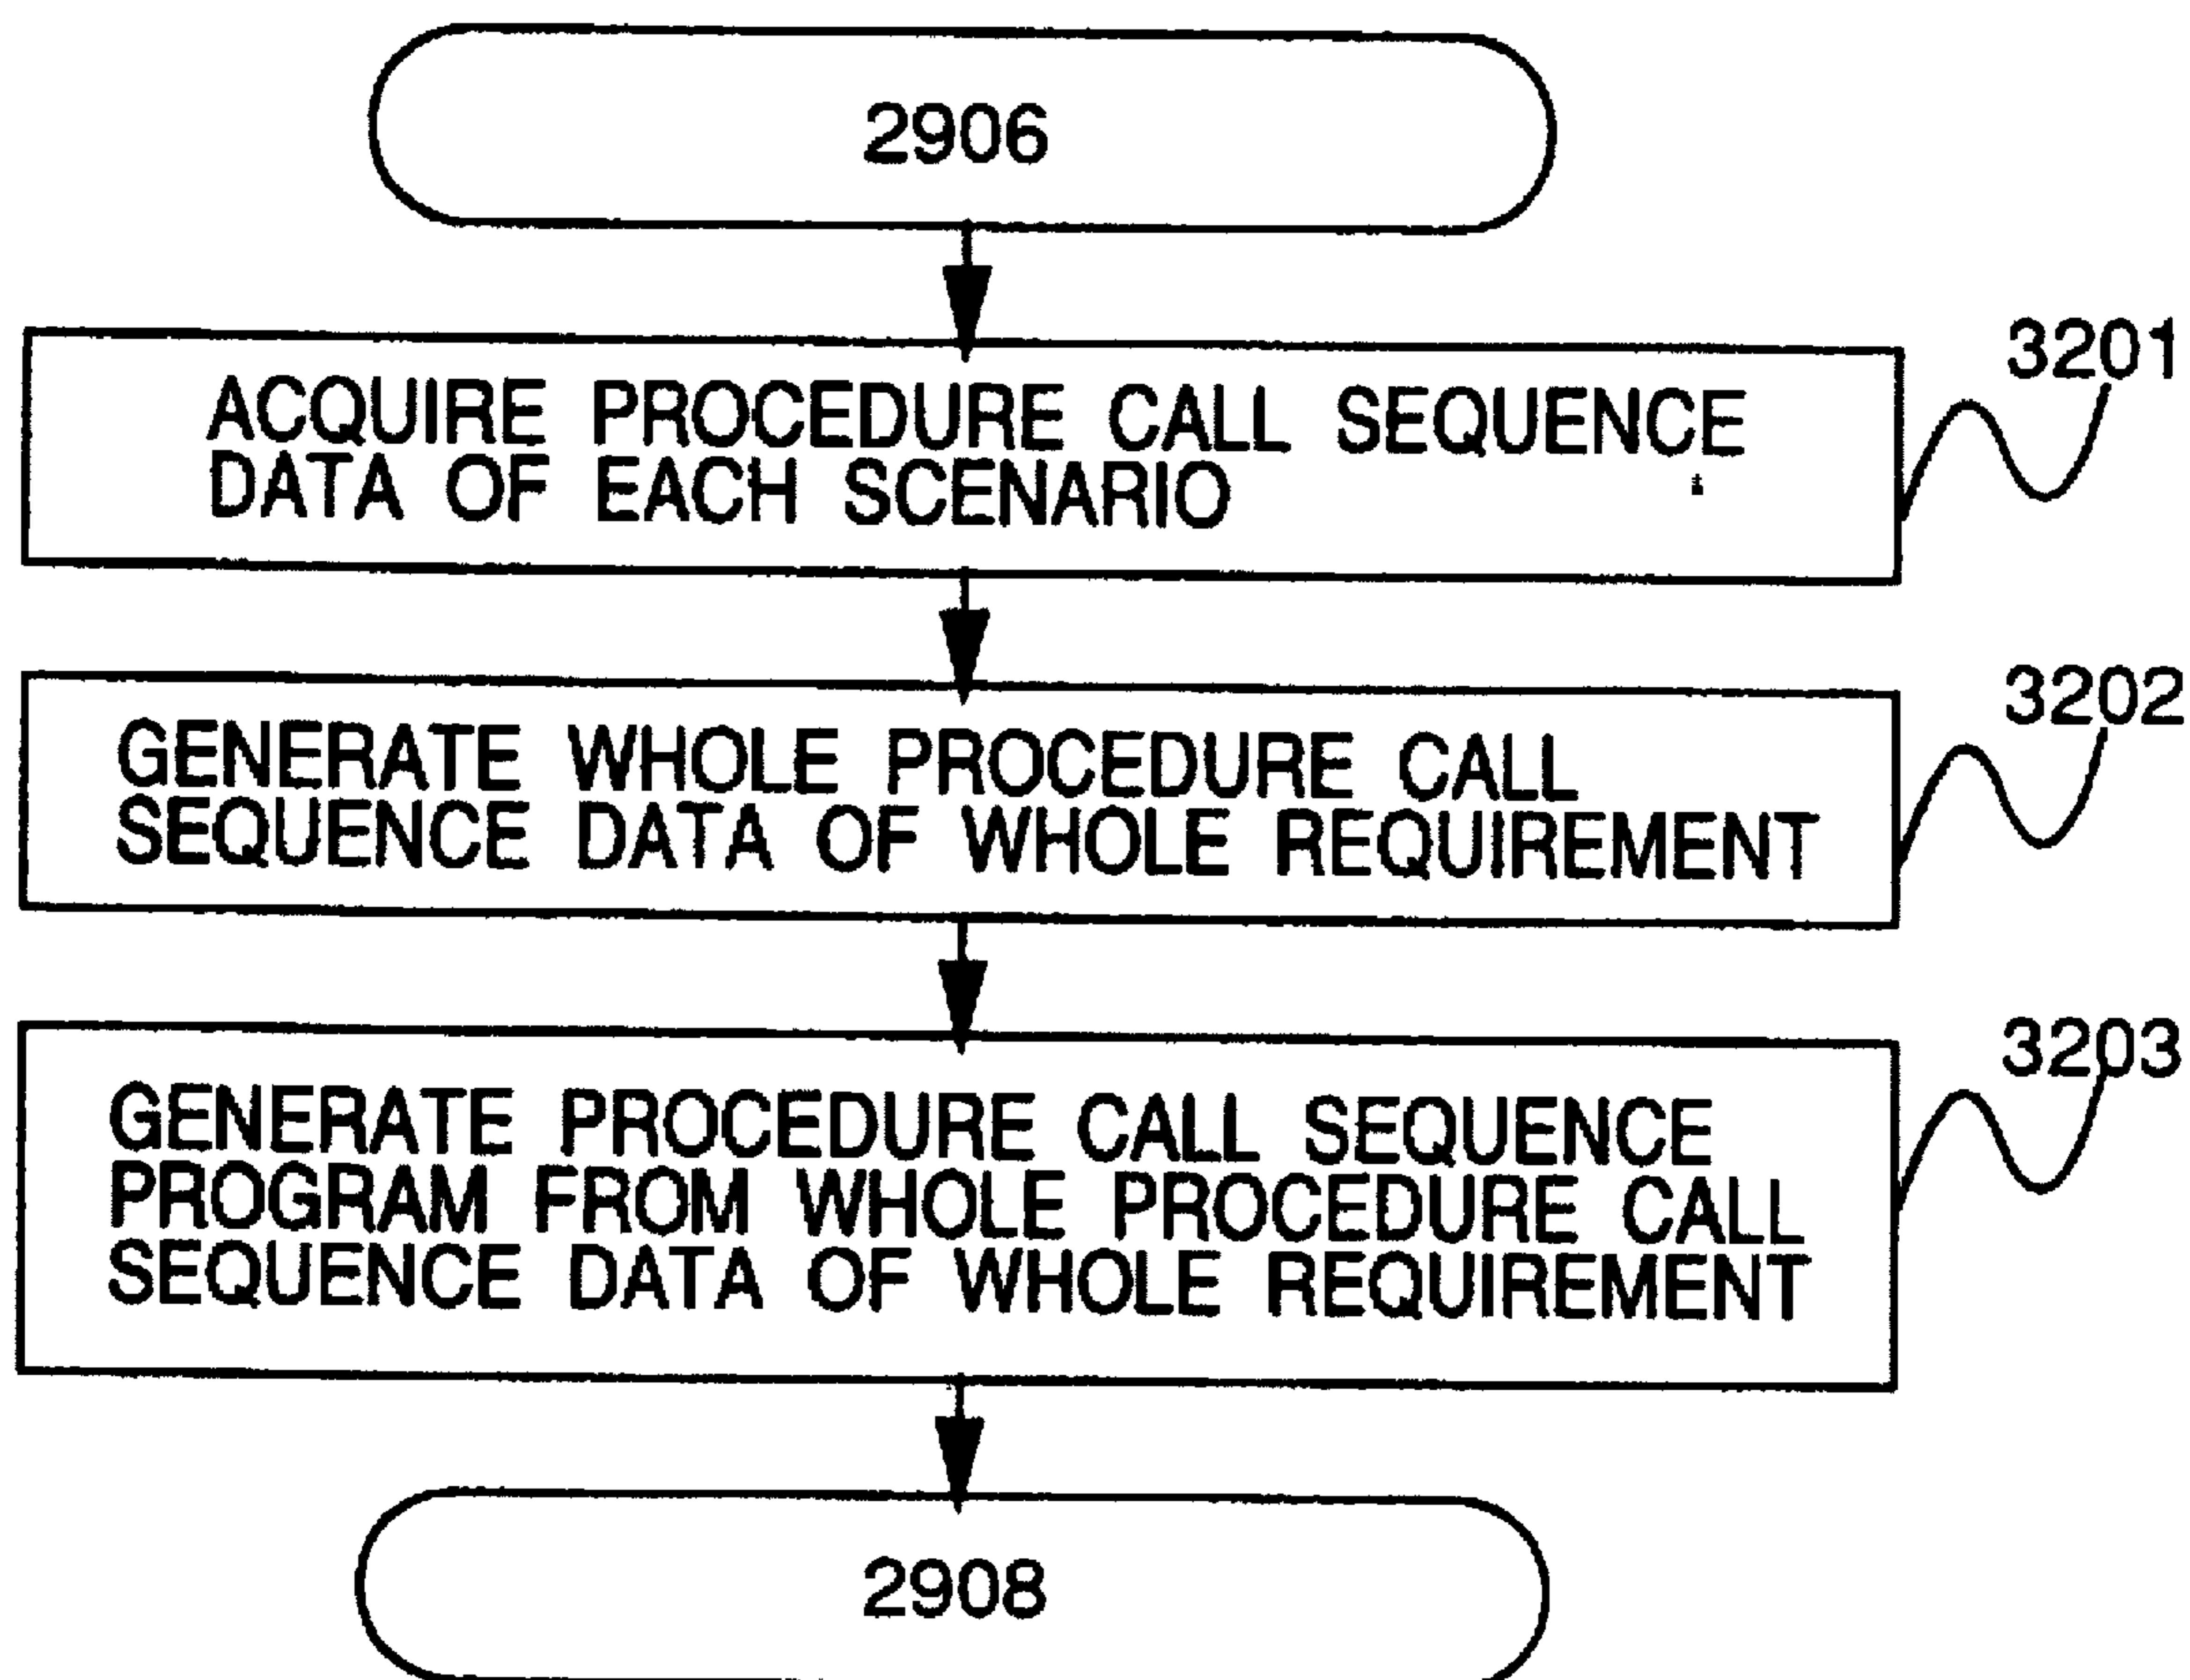 2906
3201
ACQUIRE PROCEDURE CALL SEQUENCE
DATA OF EACH SCENARIO
3202
GENERATE WHOLE PROCEDURE CALL
SEQUENCE DATA OF WHOLE REQUIREMENT
3203
GENERATE PROCEDURE CALL SEQUENCE
PROGRAM FROM WHOLE PROCEDURE CALL
SEQUENCE DATA OF WHOLE REQUIREMENT
2908